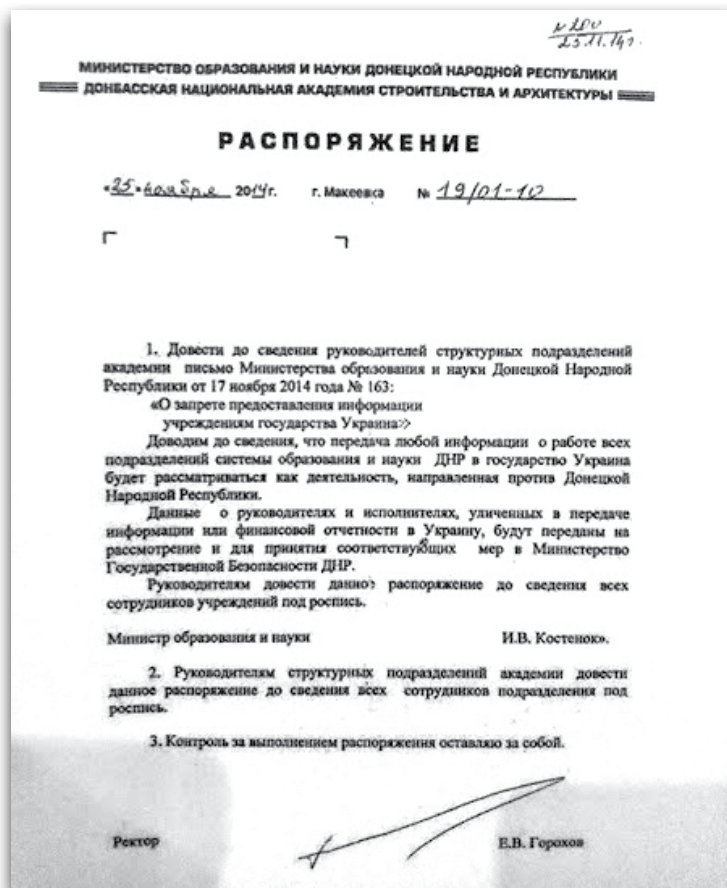 № 200
25.11.14г.
МИНИСТЕРСТВО ОБРАЗОВАНИЯ И НАУКИ ДОНЕЦКОЙ НАРОДНОЙ РЕСПУБЛИКИ
ДОНБАССКАЯ НАЦИОНАЛЬНАЯ АКАДЕМИЯ СТРОИТЕЛЬСТВА И АРХИТЕКТУРЫ
РАСПОРЯЖЕНИЕ
«25» ноября 2014г. г. Макеевка № 19/01-10
1. Довести до сведения руководителей структурных подразделений
академии письмо Министерства образования и науки Донецкой Народной
Республики от 17 ноября 2014 года № 163:
«О запрете предоставления информации
учреждениям государства Украина»
Доводим до сведения, что передача любой информации о работе всех
подразделений системы образования и науки ДНР в государство Украина
будет рассматриваться как деятельность, направленная против Донецкой
Народной Республики.
Данные о руководителях и исполнителях, уличенных в передаче
информации или финансовой отчетности в Украину, будут переданы на
рассмотрение и для принятия соответствующих мер в Министерство
Государственной Безопасности ДНР.
Руководителям довести данное распоряжение до сведения всех
сотрудников учреждений под роспись.
Министр образования и науки И.В. Костенок».
2. Руководителям структурных подразделений академии довести
данное распоряжение до сведения всех сотрудников подразделения под
роспись.
3. Контроль за выполнением распоряжения оставляю за собой.
Ректор Е.В. Горохов